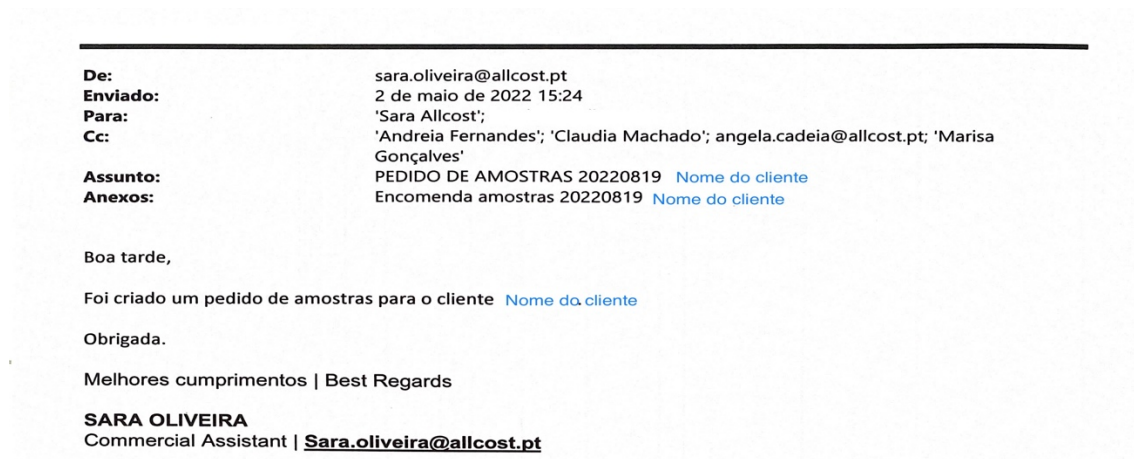 De: sara.oliveira@allcost.pt
Enviado: 2 de maio de 2022 15:24
Para: 'Sara Allcost';
Cc: 'Andreia Fernandes'; 'Claudia Machado'; angela.cadeia@allcost.pt; 'Marisa
Gonçalves'
Assunto: PEDIDO DE AMOSTRAS 20220819 Nome do cliente
Anexos: Encomenda amostras 20220819 Nome do cliente
Boa tarde,
Foi criado um pedido de amostras para o cliente Nome do cliente
Obrigada.
Melhores cumprimentos | Best Regards
SARA OLIVEIRA
Commercial Assistant | Sara.oliveira@allcost.pt